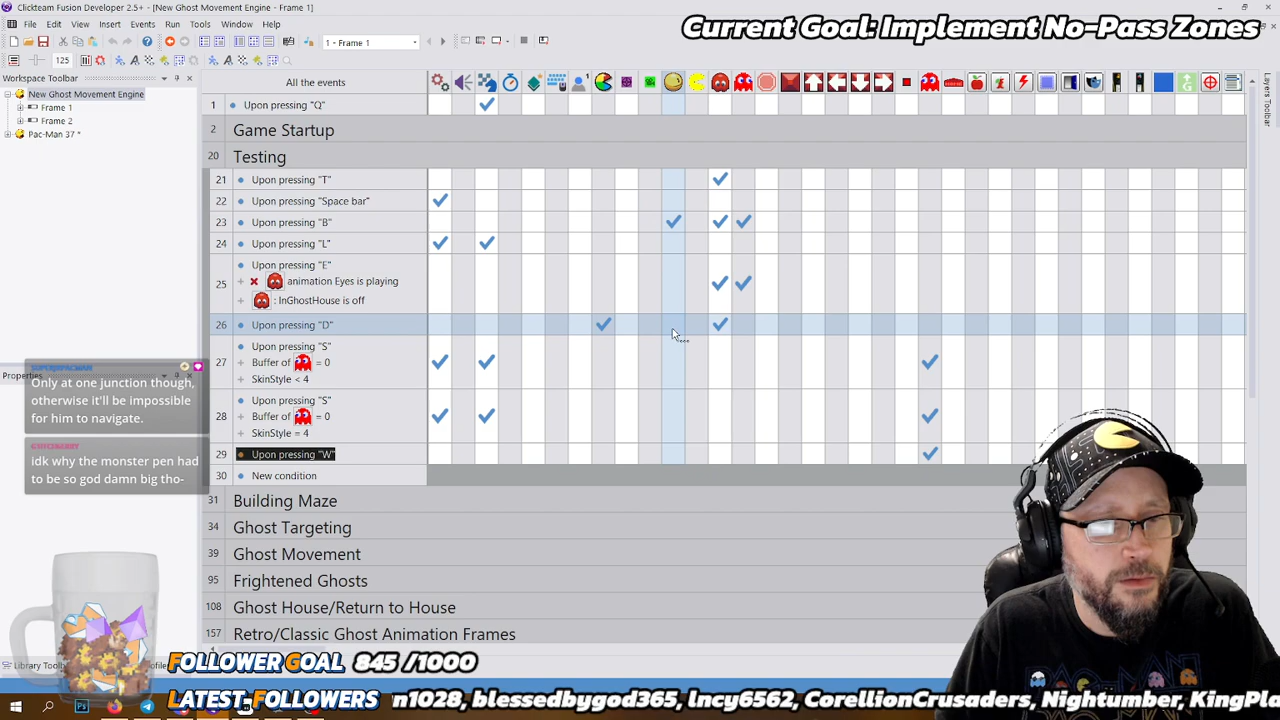 Clickteam Fusion Developer 2.5+ - [New Ghost Movement Engine - Frame 1]
Current Goal: Implement No-Pass Zones
File Edit View Insert Events Run Tools Window Help
1 - Frame 1
125
Workspace Toolbar
New Ghost Movement Engine
Frame 1
Frame 2
Pac-Man 37 *
Layers Toolbar
All the events
1 Upon pressing "Q"
2 Game Startup
20 Testing
21 Upon pressing "T"
22 Upon pressing "Space bar"
23 Upon pressing "B"
24 Upon pressing "L"
25 Upon pressing "E"
animation Eyes is playing
: InGhostHouse is off
26 Upon pressing "D"
27 Upon pressing "S"
Buffer of = 0
SkinStyle < 4
28 Upon pressing "S"
Buffer of = 0
SkinStyle = 4
29 Upon pressing "W"
30 New condition
31 Building Maze
34 Ghost Targeting
39 Ghost Movement
95 Frightened Ghosts
108 Ghost House/Return to House
157 Retro/Classic Ghost Animation Frames
Properties
Only at one junction though,
otherwise it'll be impossible
for him to navigate.
idk why the monster pen had
to be so god damn big tho-
Library Toolb
FOLLOWER GOAL 845 /1000
LATEST FOLLOWERS m1028, blessedbygod365, lncy6562, CorellionCrusaders, Nightumber, KingPla